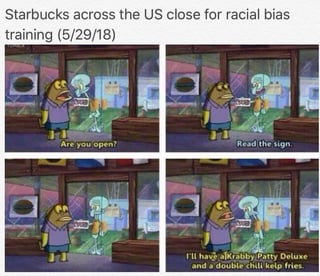 Starbucks across the US close for racial bias
training (5/29/18)
Are you open?
Read the sign.
I'll have a Krabby Patty Deluxe
and a double chili kelp fries.